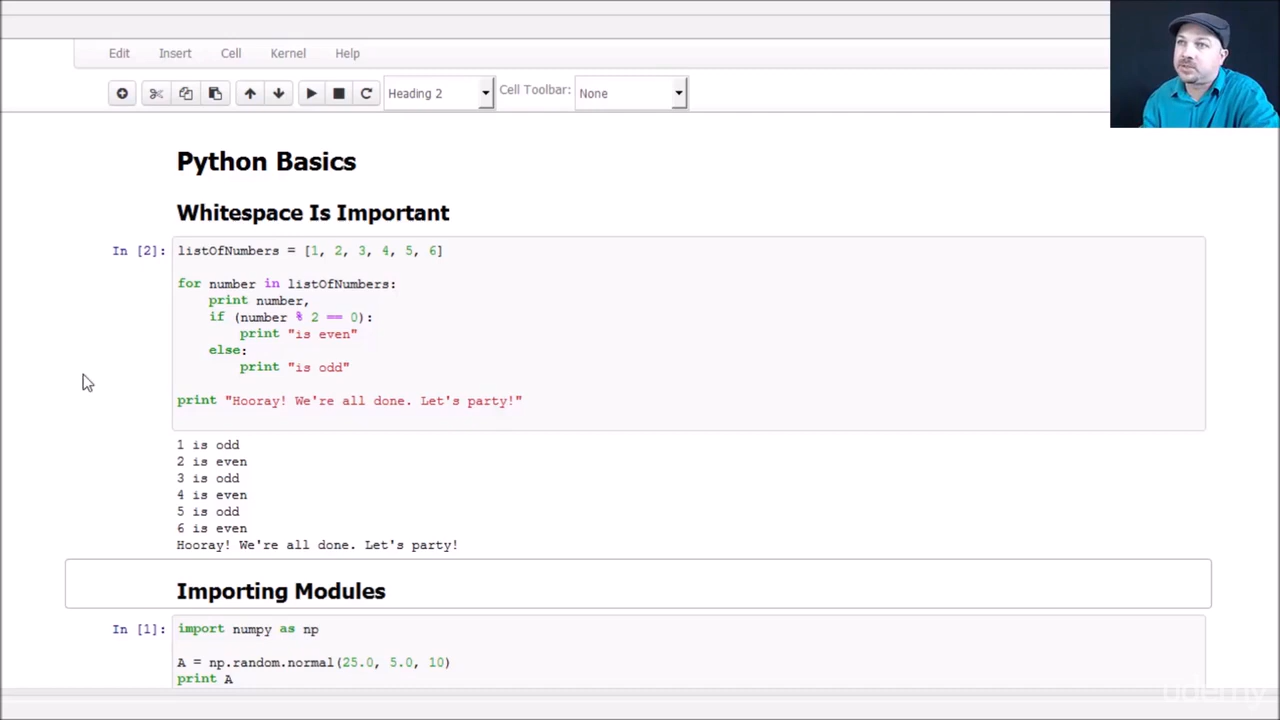 Edit Insert Cell Kernel Help
Heading 2 Cell Toolbar: None
Python Basics
Whitespace Is Important
In [2]: listOfNumbers = [1, 2, 3, 4, 5, 6]
for number in listOfNumbers:
    print number,
    if (number % 2 == 0):
        print "is even"
    else:
        print "is odd"
print "Hooray! We're all done. Let's party!"
1 is odd
2 is even
3 is odd
4 is even
5 is odd
6 is even
Hooray! We're all done. Let's party!
Importing Modules
In [1]: import numpy as np
A = np.random.normal(25.0, 5.0, 10)
print A
udemy